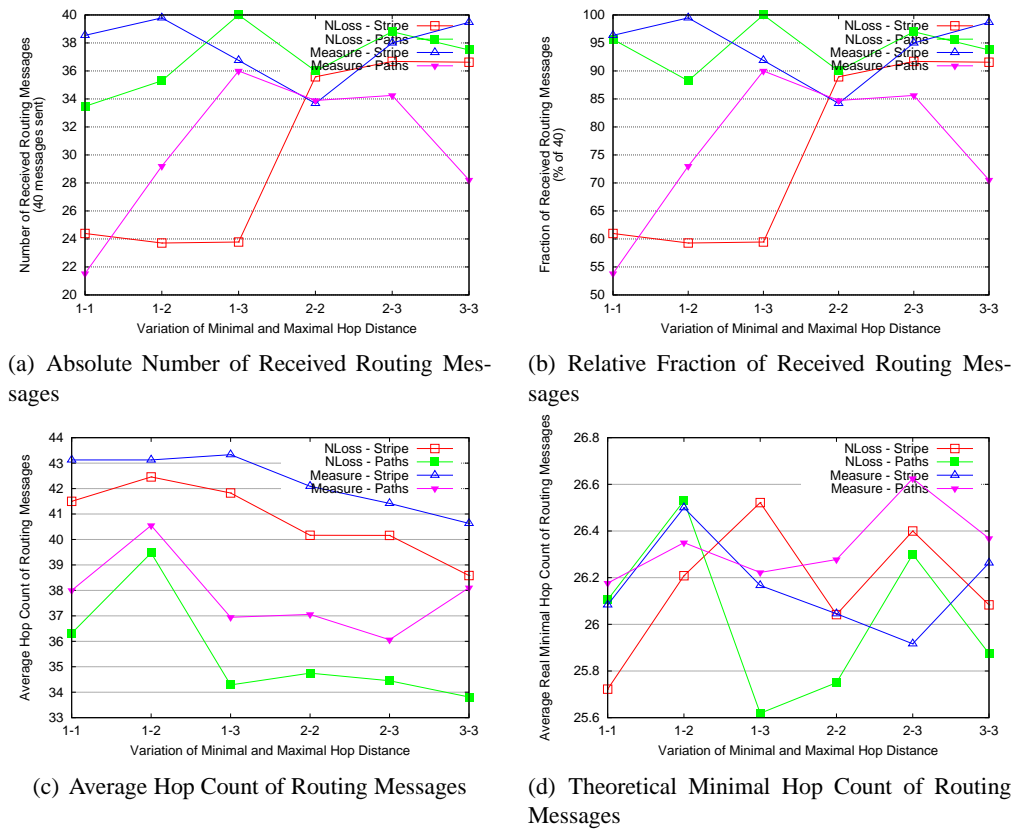 40
38
36
34
32
30
28
26
24
22
20
Number of Received Routing Messages
(40 messages sent)
NLoss - Stripe
NLoss - Paths
Measure - Stripe
Measure - Paths
1-1 1-2 1-3 2-2 2-3 3-3
Variation of Minimal and Maximal Hop Distance
(a) Absolute Number of Received Routing Mes-
sages
100
95
90
85
80
75
70
65
60
55
50
Fraction of Received Routing Messages
(% of 40)
NLoss - Stripe
NLoss - Paths
Measure - Stripe
Measure - Paths
1-1 1-2 1-3 2-2 2-3 3-3
Variation of Minimal and Maximal Hop Distance
(b) Relative Fraction of Received Routing Mes-
sages
44
43
42
41
40
39
38
37
36
35
34
33
Average Hop Count of Routing Messages
NLoss - Stripe
NLoss - Paths
Measure - Stripe
Measure - Paths
1-1 1-2 1-3 2-2 2-3 3-3
Variation of Minimal and Maximal Hop Distance
(c) Average Hop Count of Routing Messages
26.8
26.6
26.4
26.2
26
25.8
25.6
Average Real Minimal Hop Count of Routing Messages
NLoss - Stripe
NLoss - Paths
Measure - Stripe
Measure - Paths
1-1 1-2 1-3 2-2 2-3 3-3
Variation of Minimal and Maximal Hop Distance
(d) Theoretical Minimal Hop Count of Routing
Messages